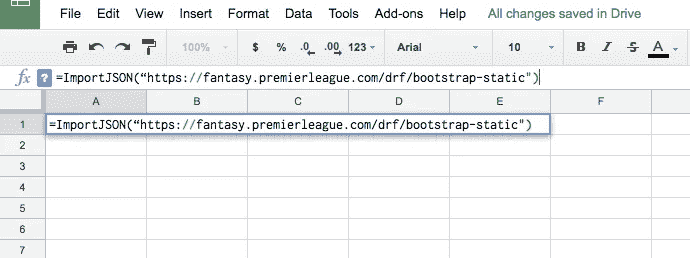 File Edit View Insert Format Data Tools Add-ons Help All changes saved in Drive
100% $ % .0 .00 123 Arial 10 B I S A
fx ? =ImportJSON(“https://fantasy.premierleague.com/drf/bootstrap-static")
A B C D E F
1 =ImportJSON(“https://fantasy.premierleague.com/drf/bootstrap-static")
2
3
4
5
6
7